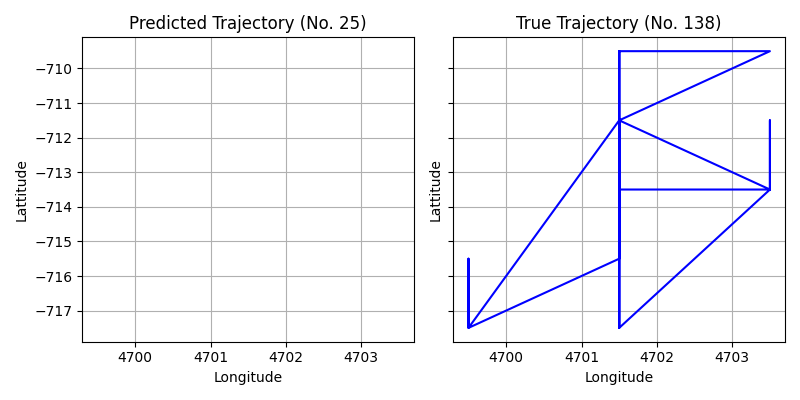 Predicted Trajectory (No. 25)
Lattitude
−710
−711
−712
−713
−714
−715
−716
−717
4700
4701
4702
4703
Longitude
True Trajectory (No. 138)
Lattitude
4700
4701
4702
4703
Longitude